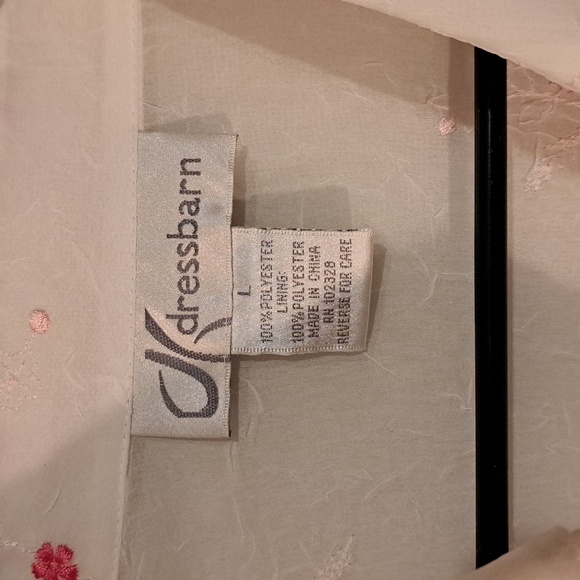 dressbarn
L
100% POLYESTER
LINING:
100% POLYESTER
MADE IN CHINA
RN 102328
REVERSE FOR CARE